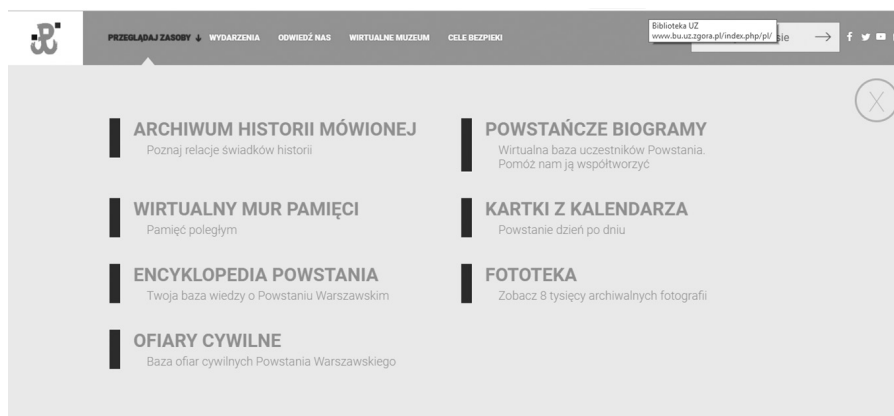 PRZEGLĄDAJ ZASOBY WYDARZENIA ODWIEDŹ NAS WIRTUALNE MUZEUM CELE BEZPIEKI
Biblioteka UZ
www.bu.uz.zgora.pl/index.php/pl/
ARCHIWUM HISTORII MÓWIONEJ
Poznaj relacje świadków historii
POWSTAŃCZE BIOGRAMY
Wirtualna baza uczestników Powstania.
Pomóż nam ją współtworzyć
WIRTUALNY MUR PAMIĘCI
Pamięć poległym
KARTKI Z KALENDARZA
Powstanie dzień po dniu
ENCYKLOPEDIA POWSTANIA
Twoja baza wiedzy o Powstaniu Warszawskim
FOTOTEKA
Zobacz 8 tysięcy archiwalnych fotografii
OFIARY CYWILNE
Baza ofiar cywilnych Powstania Warszawskiego